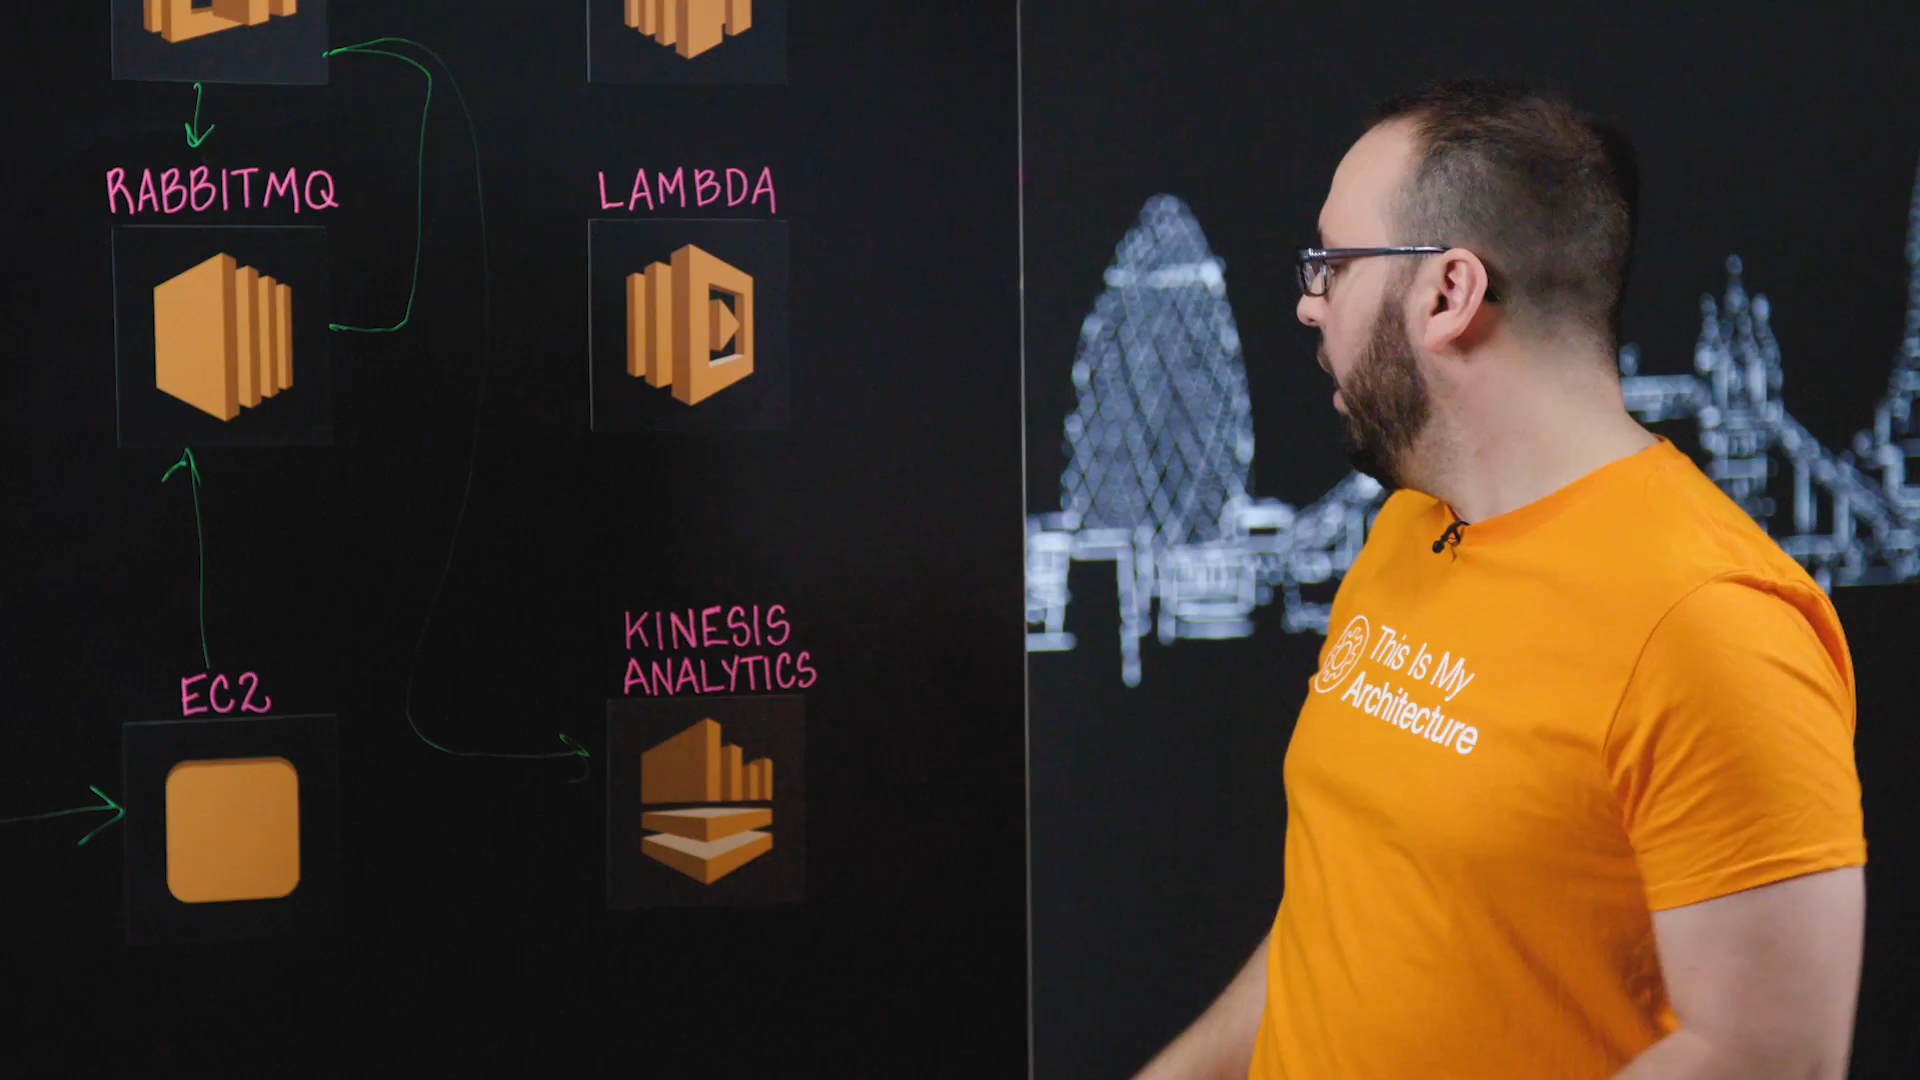 RABBITMQ
LAMBDA
KINESIS
ANALYTICS
EC2
This Is My
Architecture